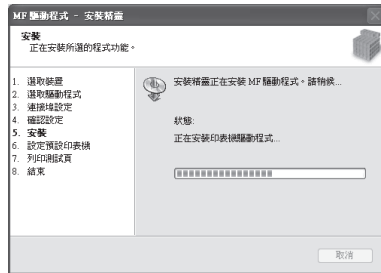 MF 驅動程式 - 安裝精靈
安裝
正在安裝所選的程式功能。
1. 選取裝置
2. 選取驅動程式
3. 連接埠設定
4. 確認設定
5. 安裝
6. 設定預設印表機
7. 列印測試頁
8. 結束
安裝精靈正在安裝 MF 驅動程式。請稍候...
狀態:
正在安裝印表機驅動程式...
取消